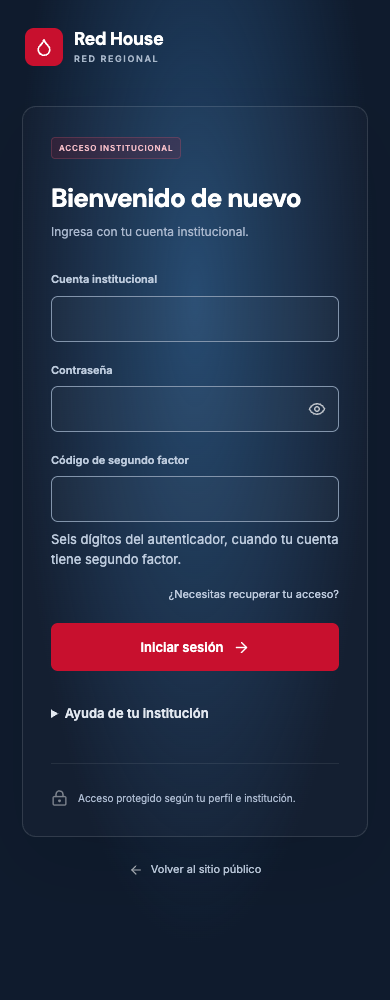 Red House
RED REGIONAL
ACCESO INSTITUCIONAL
Bienvenido de nuevo
Ingresa con tu cuenta institucional.
Cuenta institucional
Contraseña
Código de segundo factor
Seis dígitos del autenticador, cuando tu cuenta
tiene segundo factor.
¿Necesitas recuperar tu acceso?
Iniciar sesión →
Ayuda de tu institución
Acceso protegido según tu perfil e institución.
← Volver al sitio público